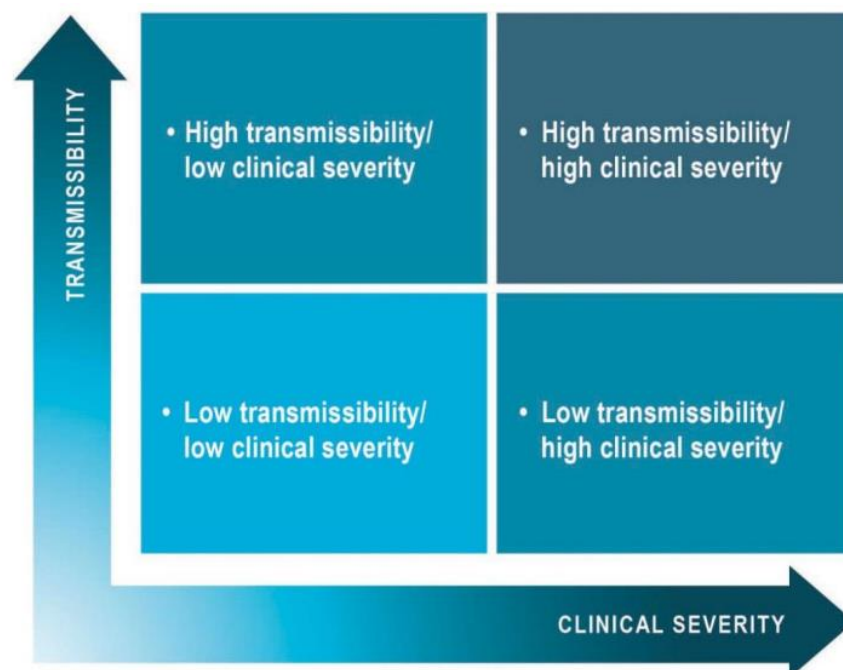 TRANSMISSIBILITY
• High transmissibility/
low clinical severity
• High transmissibility/
high clinical severity
• Low transmissibility/
low clinical severity
• Low transmissibility/
high clinical severity
CLINICAL SEVERITY